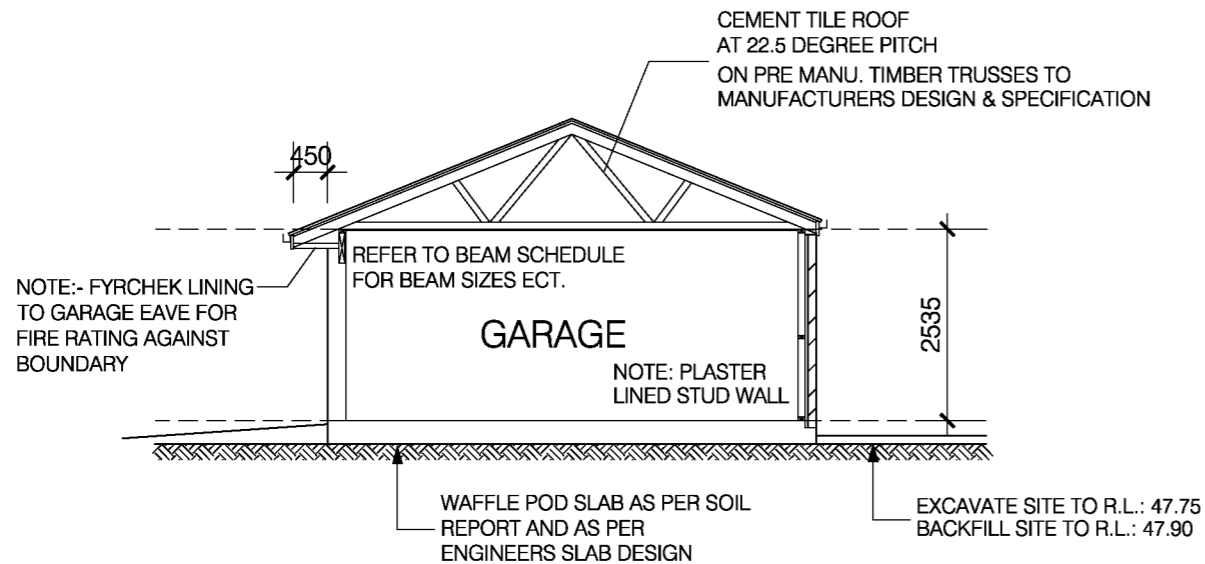 CEMENT TILE ROOF
AT 22.5 DEGREE PITCH
ON PRE MANU. TIMBER TRUSSES TO
MANUFACTURERS DESIGN & SPECIFICATION
450
REFER TO BEAM SCHEDULE
FOR BEAM SIZES ECT.
NOTE:- FYRCHEK LINING
TO GARAGE EAVE FOR
FIRE RATING AGAINST
BOUNDARY
GARAGE
2535
NOTE: PLASTER
LINED STUD WALL
WAFFLE POD SLAB AS PER SOIL
REPORT AND AS PER
ENGINEERS SLAB DESIGN
EXCAVATE SITE TO R.L.: 47.75
BACKFILL SITE TO R.L.: 47.90